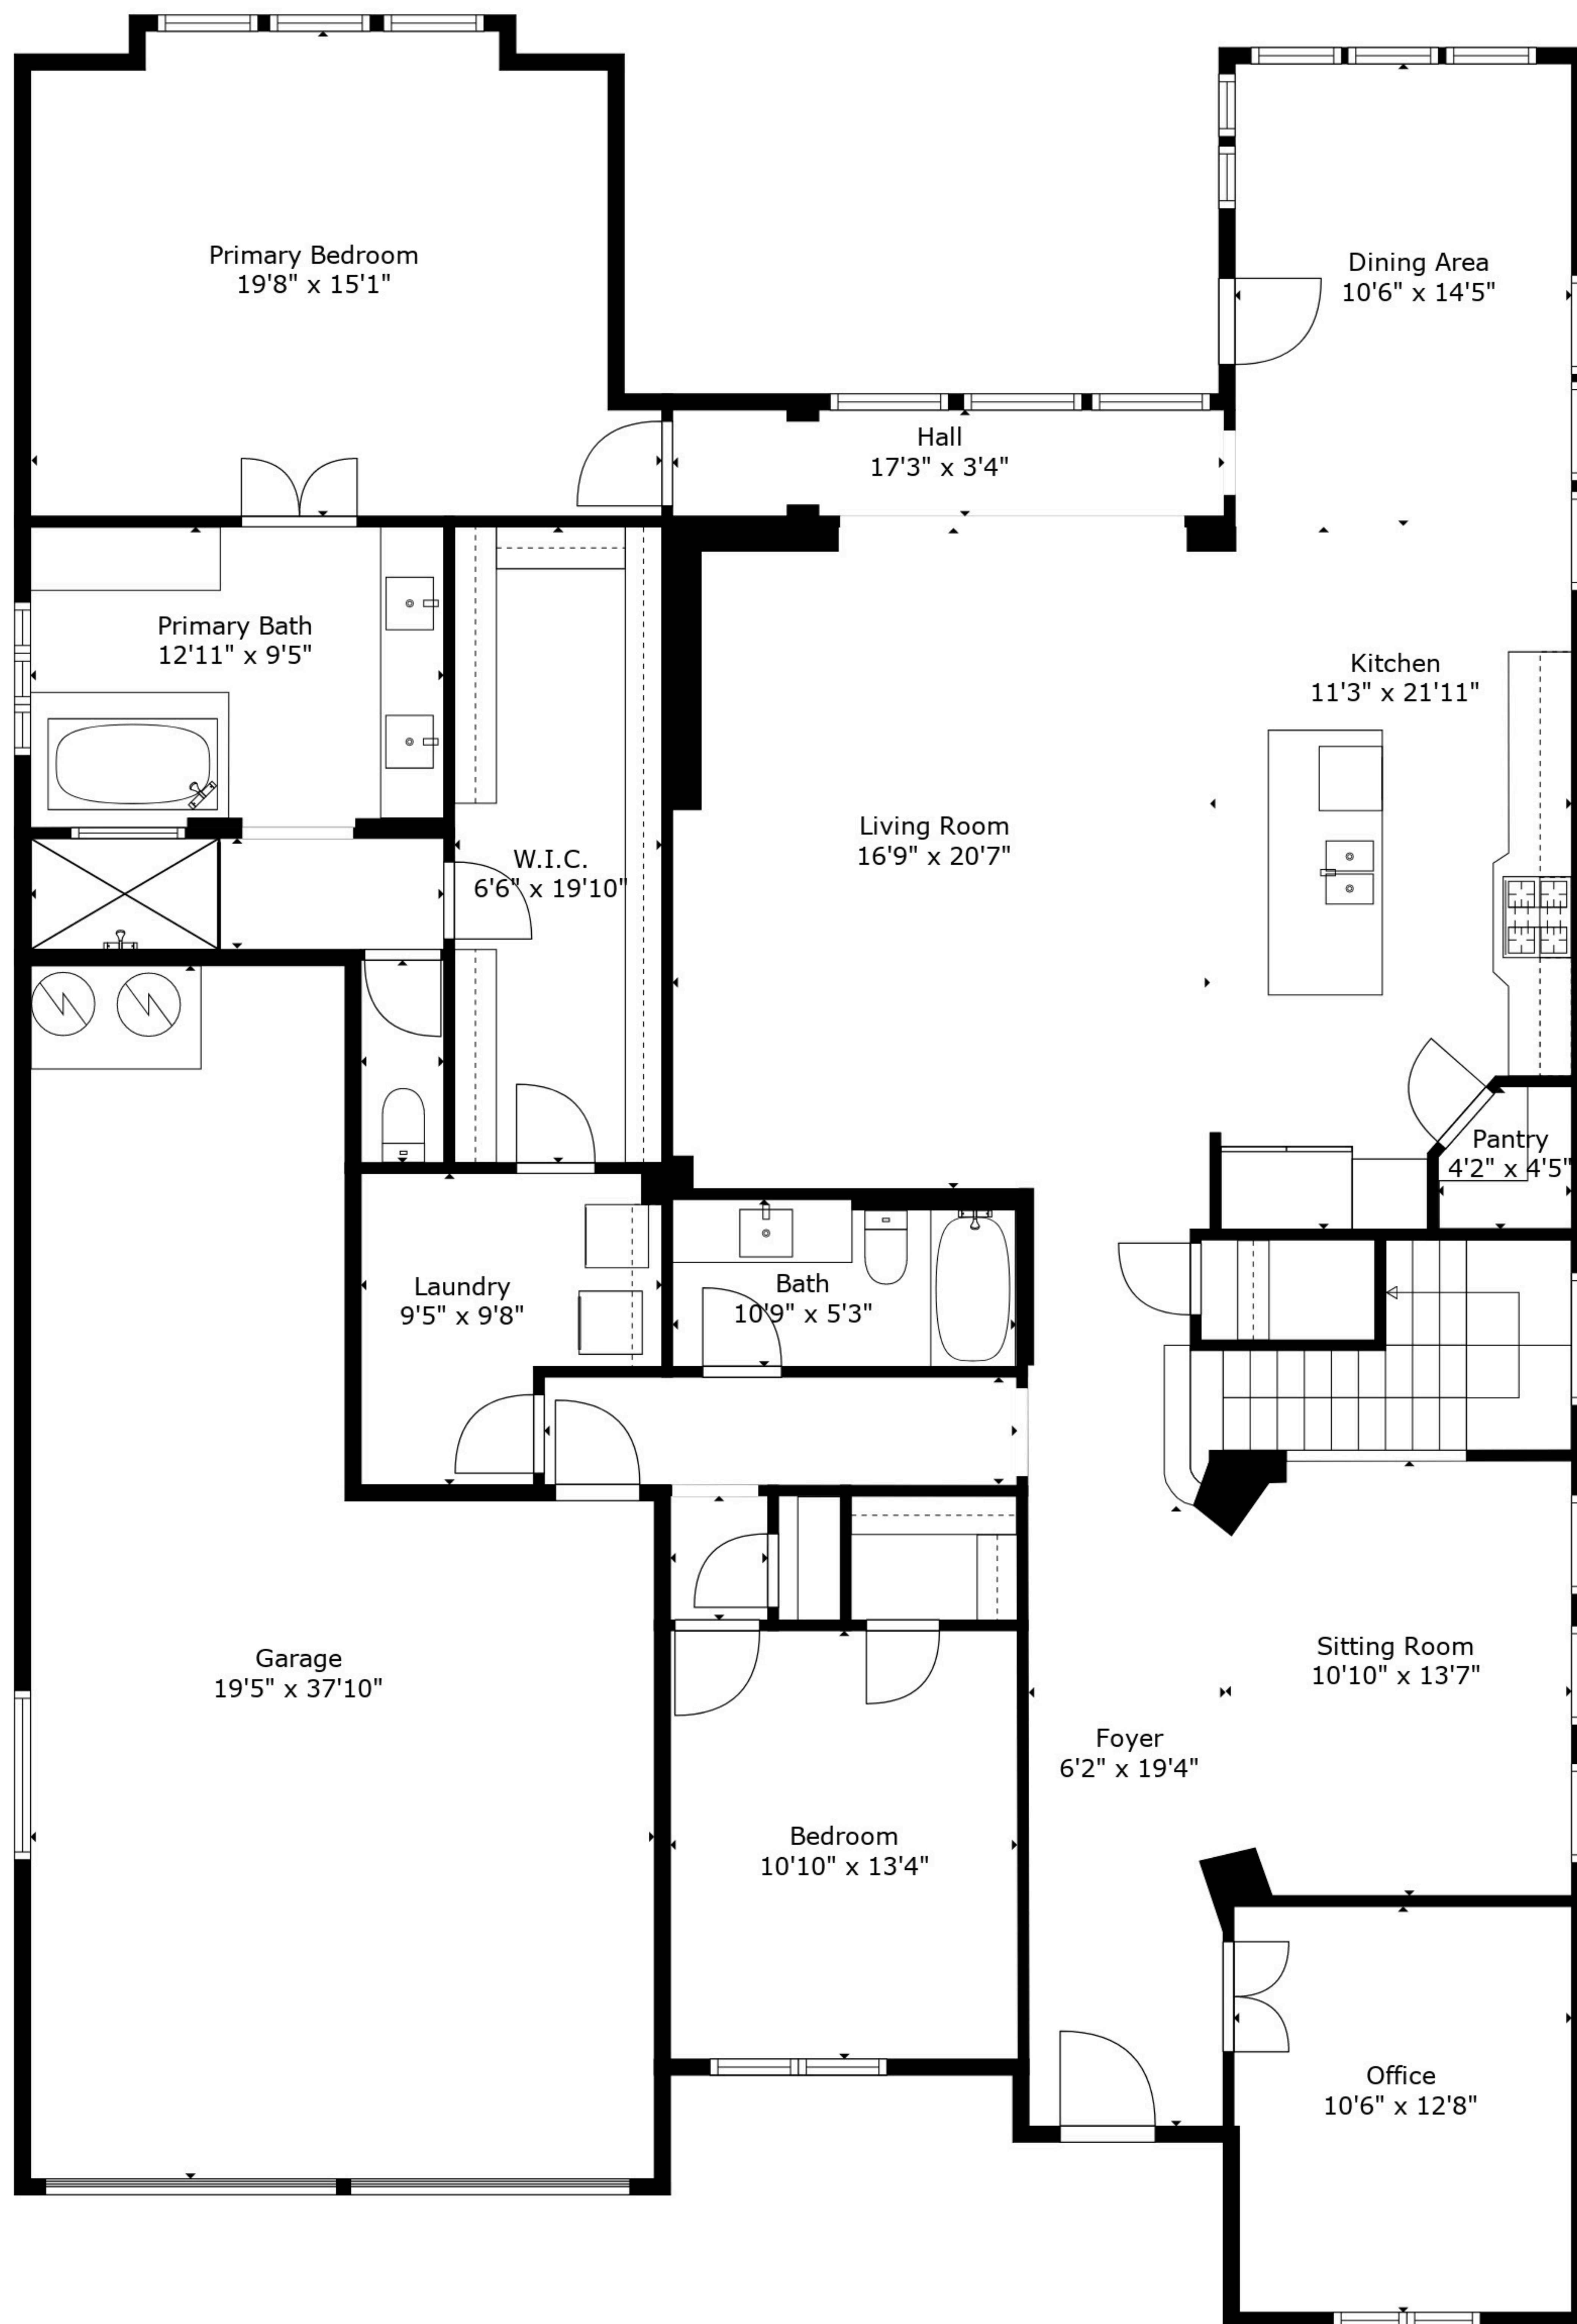 Primary Bedroom
19'8" x 15'1"
Dining Area
10'6" x 14'5"
Hall
17'3" x 3'4"
Primary Bath
12'11" x 9'5"
Kitchen
11'3" x 21'11"
W.I.C.
6'6" x 19'10"
Living Room
16'9" x 20'7"
Pantry
4'2" x 4'5"
Laundry
9'5" x 9'8"
Bath
10'9" x 5'3"
Garage
19'5" x 37'10"
Sitting Room
10'10" x 13'7"
Foyer
6'2" x 19'4"
Bedroom
10'10" x 13'4"
Office
10'6" x 12'8"